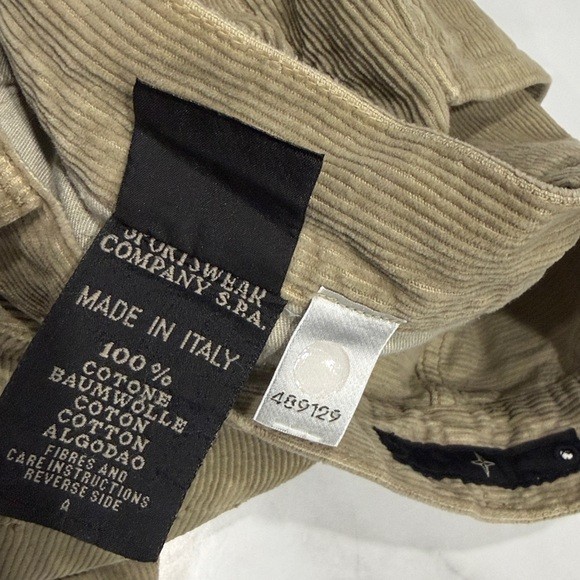 SPORTSWEAR
COMPANY S.P.A.
MADE IN ITALY
100%
COTONE
BAUMWOLLE
COTON
COTTON
ALGODAO
FIBRES AND
CARE INSTRUCTIONS
REVERSE SIDE
A
489129